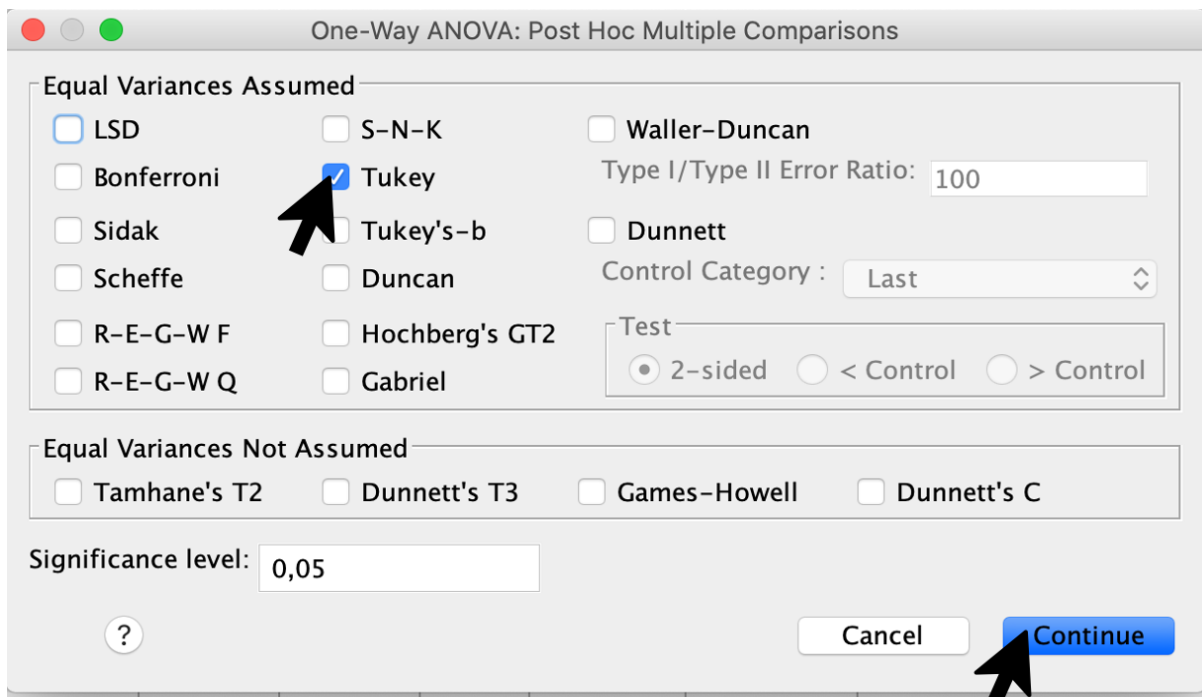 One-Way ANOVA: Post Hoc Multiple Comparisons
Equal Variances Assumed
LSD S-N-K Waller-Duncan
Bonferroni Tukey Type I/Type II Error Ratio: 100
Sidak Tukey's-b Dunnett
Scheffe Duncan Control Category : Last
R-E-G-W F Hochberg's GT2 Test
R-E-G-W Q Gabriel 2-sided < Control > Control
Equal Variances Not Assumed
Tamhane's T2 Dunnett's T3 Games-Howell Dunnett's C
Significance level: 0,05
? Cancel Continue